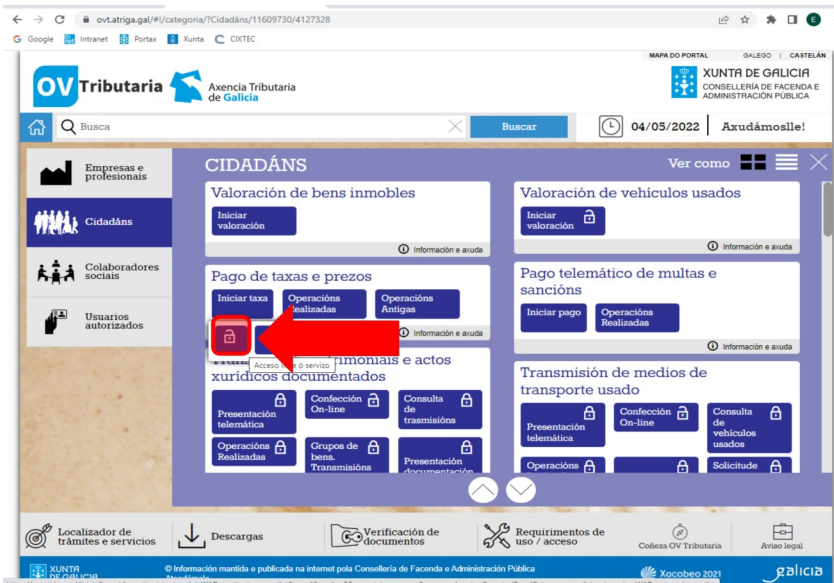 ovt.atriga.gal/#!/categoria/?Cidadáns/11609730/4127328
Google Intranet Portax Xunta CIXTEC
MAPA DO PORTAL GALEGO | CASTELÁN
OV Tributaria
Axencia Tributaria
de Galicia
XUNTA DE GALICIA
CONSELLERÍA DE FACENDA E
ADMINISTRACIÓN PÚBLICA
Busca
Buscar
04/05/2022
Axudámoslle!
Empresas e
profesionais
Cidadáns
Colaboradores
sociais
Usuarios
autorizados
CIDADÁNS
Ver como
Valoración de bens inmobles
Iniciar
valoración
Información e axuda
Valoración de vehículos usados
Iniciar
valoración
Información e axuda
Pago de taxas e prezos
Iniciar taxa
Operacións
Realizadas
Operacións
Antigas
Información e axuda
Acceso
ó servizo
Pago telemático de multas e
sancións
Iniciar pago
Operacións
Realizadas
Información e axuda
e actos
xurídicos documentados
Presentación
telemática
Confección
On-line
Consulta
de
trasmisións
Operacións
Realizadas
Grupos de
bens.
Transmisións
Presentación
documentación
Transmisión de medios de
transporte usado
Presentación
telemática
Confección
On-line
Consulta
de
vehículos
usados
Operacións
Solicitude
Localizador de
trámites e servicios
Descargas
Verificación de
documentos
Requirimentos de
uso / acceso
Coñeza OV Tributaria
Aviso legal
XUNTA
DE GALICIA
© Información mantida e publicada na internet pola Consellería de Facenda e Administración Pública
Xacobeo 2021
galicia